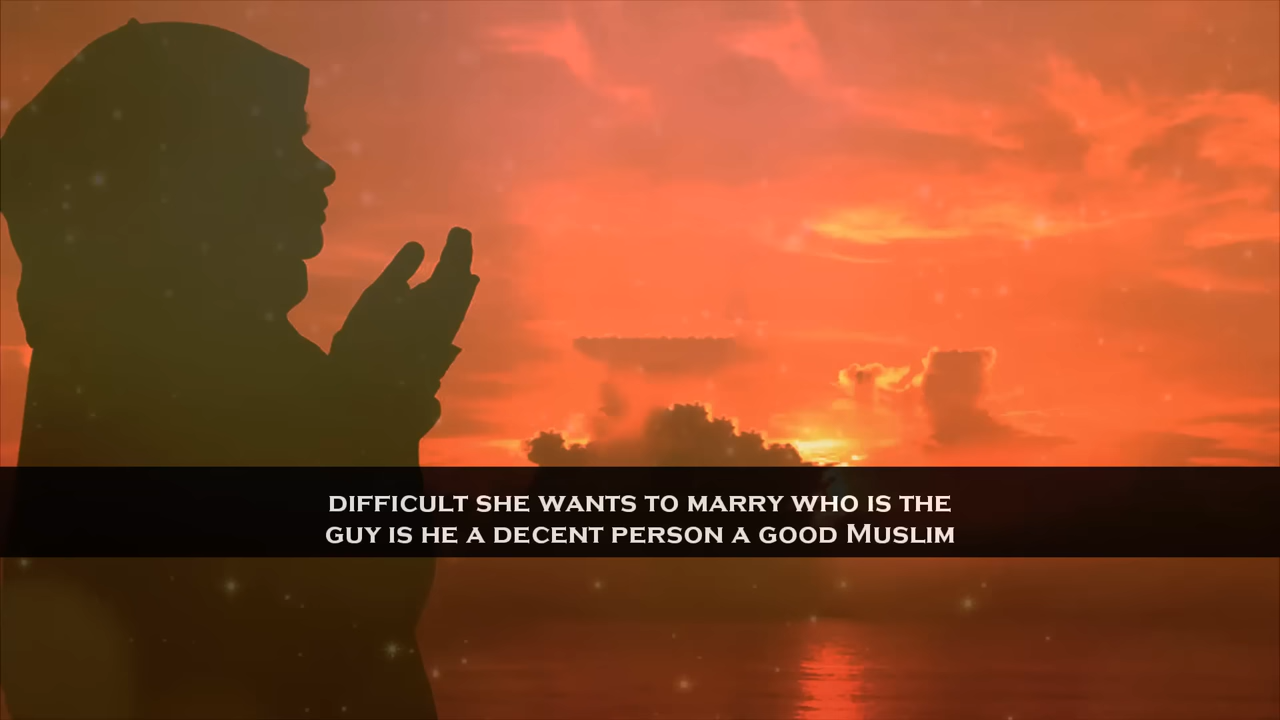 DIFFICULT SHE WANTS TO MARRY WHO IS THE
GUY IS HE A DECENT PERSON A GOOD MUSLIM